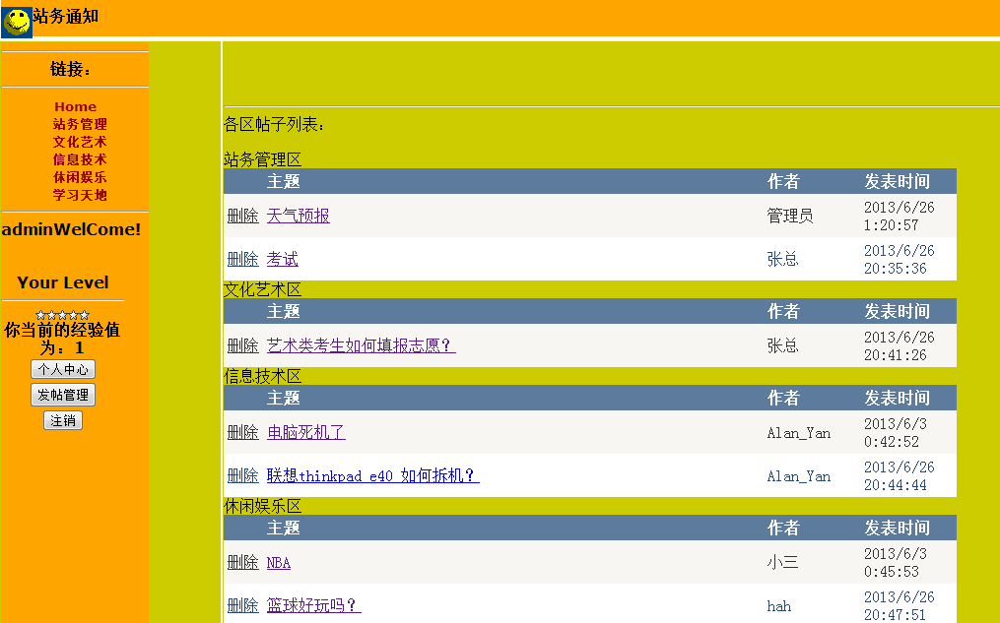 站务通知
链接：
Home
站务管理
文化艺术
信息技术
休闲娱乐
学习天地
adminWelCome!
Your Level
你当前的经验值
为：1
个人中心
发帖管理
注销
各区帖子列表:
站务管理区
主题 作者 发表时间
删除 天气预报 管理员 2013/6/26
1:20:57
删除 考试 张总 2013/6/26
20:35:36
文化艺术区
主题 作者 发表时间
删除 艺术类考生如何填报志愿？ 张总 2013/6/26
20:41:26
信息技术区
主题 作者 发表时间
删除 电脑死机了 Alan_Yan 2013/6/3
0:42:52
删除 联想thinkpad e40 如何拆机？ Alan_Yan 2013/6/26
20:44:44
休闲娱乐区
主题 作者 发表时间
删除 NBA 小三 2013/6/3
0:45:53
删除 篮球好玩吗？ hah 2013/6/26
20:47:51